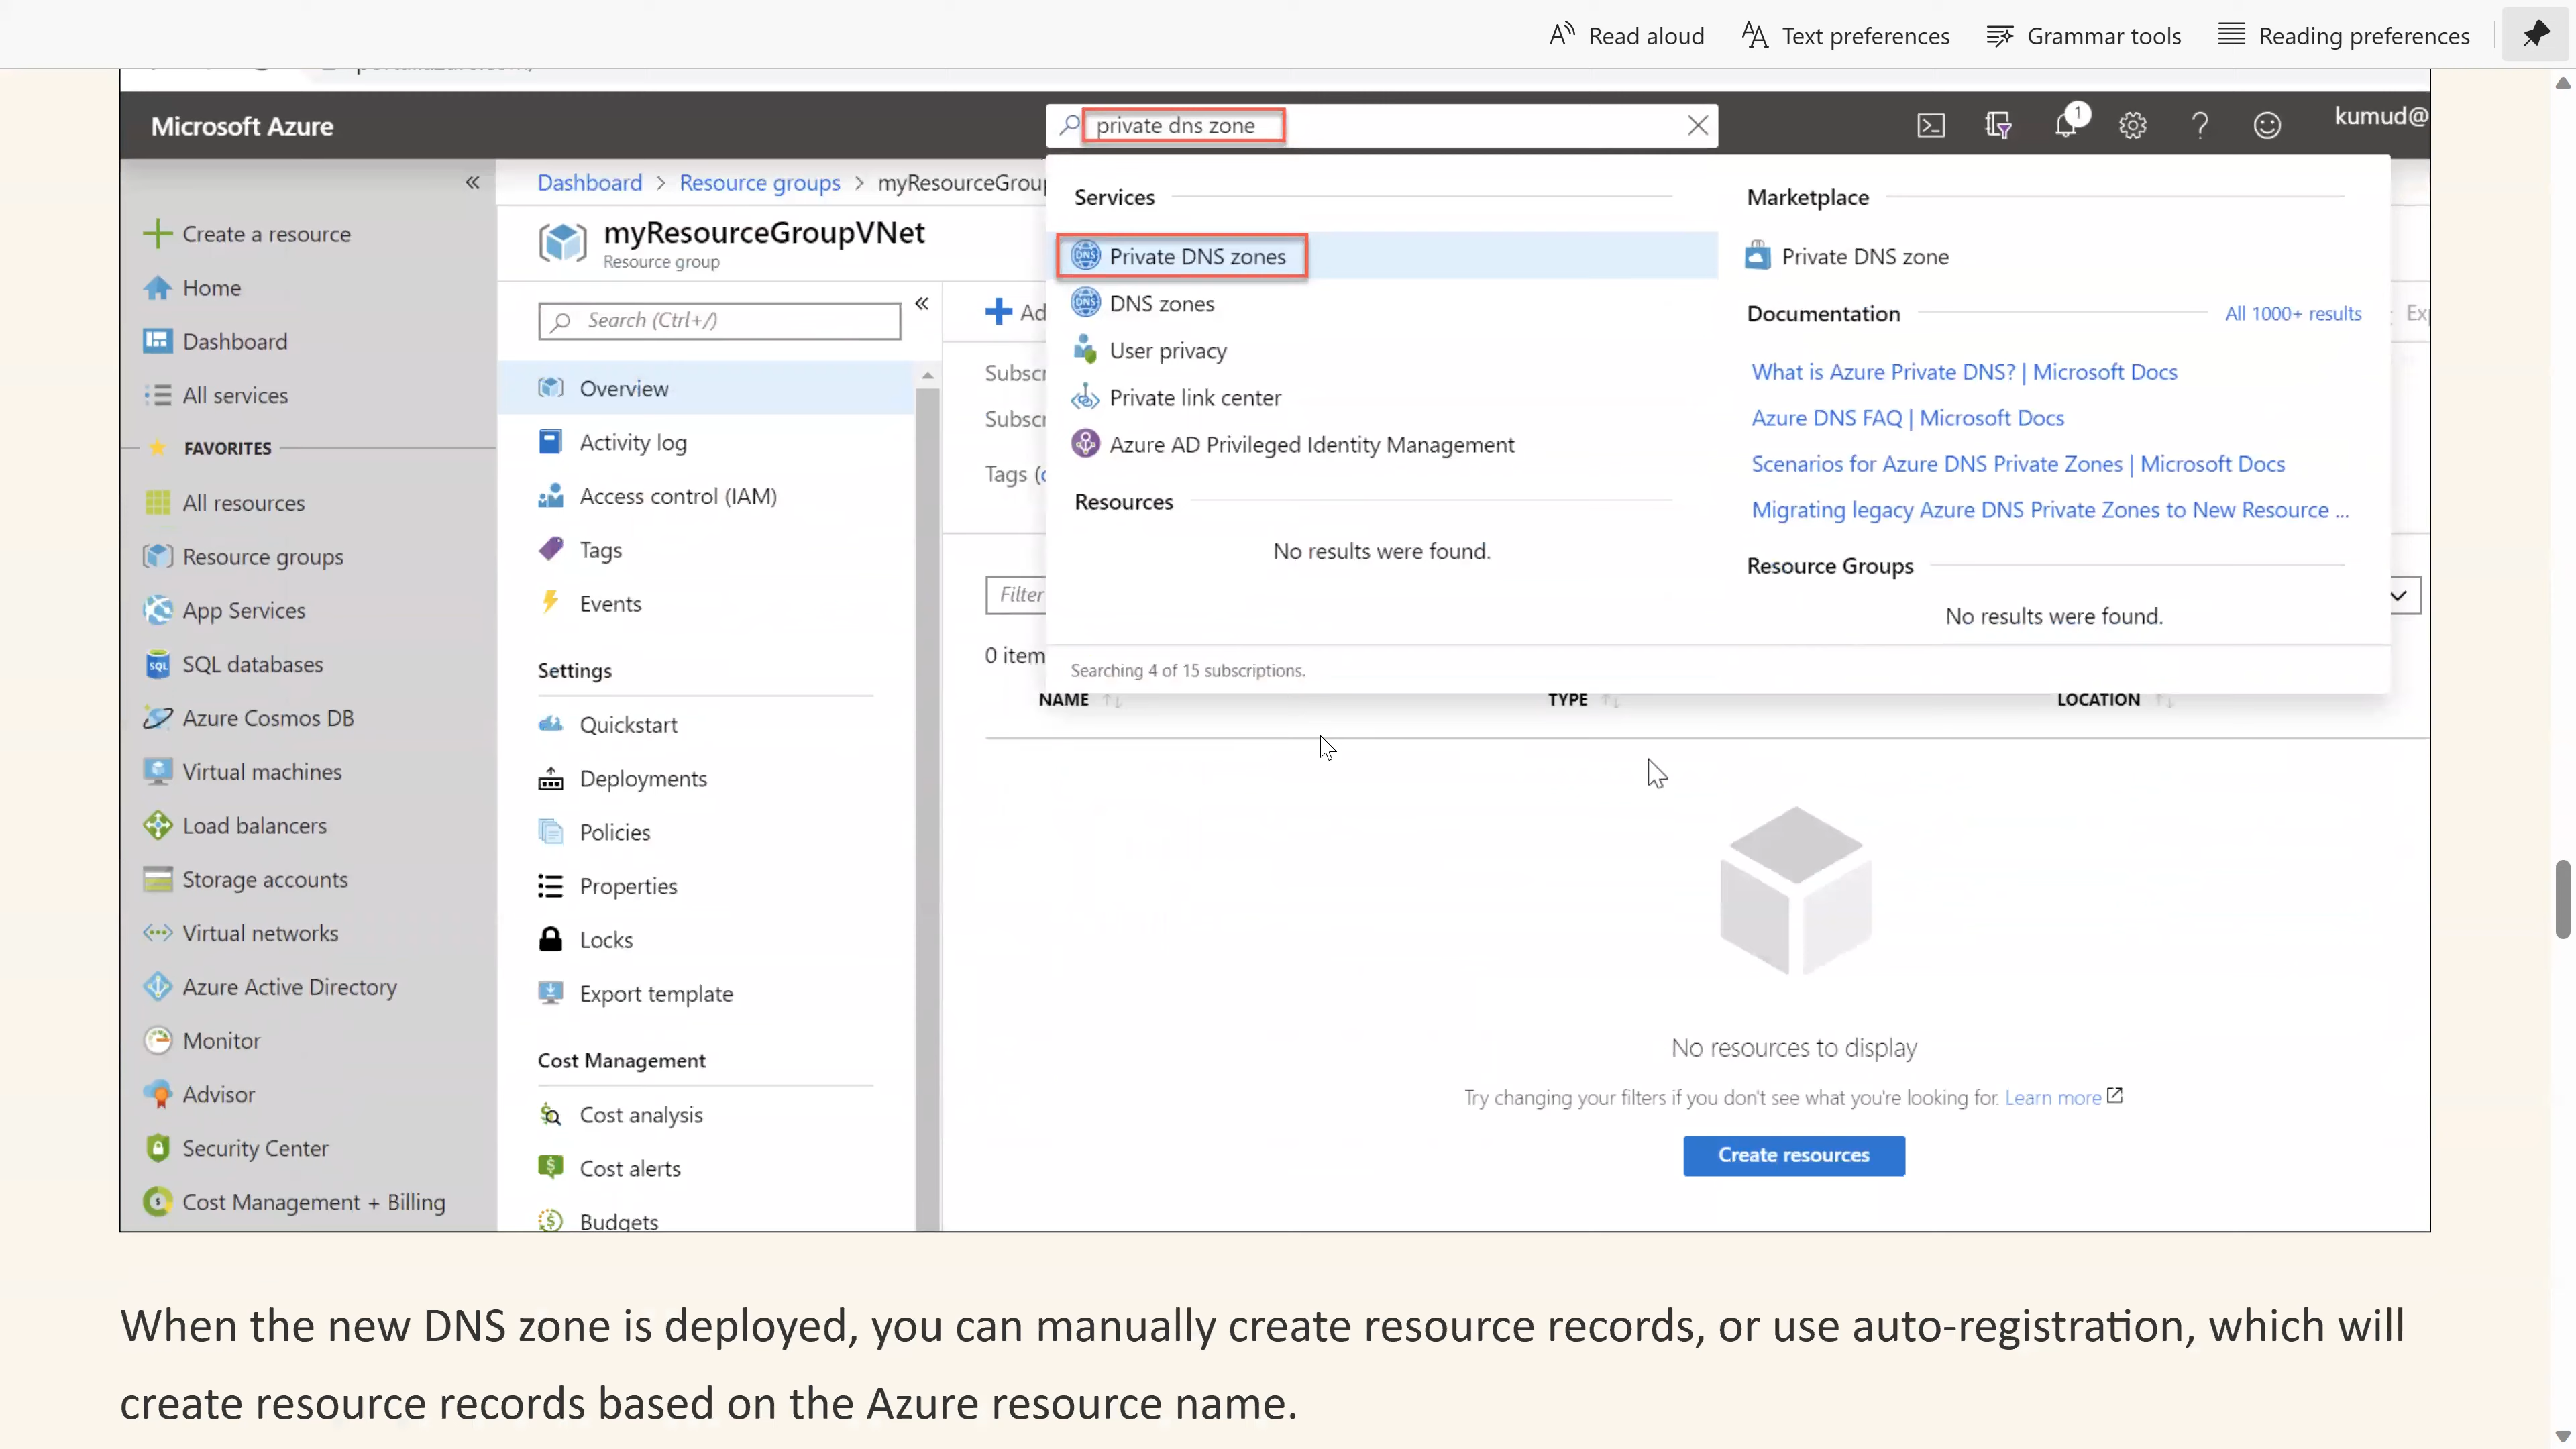 Read aloud
Text preferences
Grammar tools
Reading preferences
Microsoft Azure
private dns zone
1
kumud@
Dashboard > Resource groups > myResourceGroup
«
Create a resource
Home
Dashboard
All services
FAVORITES
All resources
Resource groups
App Services
SQL databases
Azure Cosmos DB
Virtual machines
Load balancers
Storage accounts
Virtual networks
Azure Active Directory
Monitor
Advisor
Security Center
Cost Management + Billing
myResourceGroupVNet
Resource group
Search (Ctrl+/)
«
Overview
Activity log
Access control (IAM)
Tags
Events
Settings
Quickstart
Deployments
Policies
Properties
Locks
Export template
Cost Management
Cost analysis
Cost alerts
Budgets
Ad
Subscr
Subscr
Tags (c
Filter
0 item
Services
Private DNS zones
DNS zones
User privacy
Private link center
Azure AD Privileged Identity Management
Resources
No results were found.
Searching 4 of 15 subscriptions.
Marketplace
Private DNS zone
Documentation
All 1000+ results
What is Azure Private DNS? | Microsoft Docs
Azure DNS FAQ | Microsoft Docs
Scenarios for Azure DNS Private Zones | Microsoft Docs
Migrating legacy Azure DNS Private Zones to New Resource ...
Resource Groups
No results were found.
Exp
NAME
TYPE
LOCATION
No resources to display
Try changing your filters if you don't see what you're looking for. Learn more
Create resources
When the new DNS zone is deployed, you can manually create resource records, or use auto-registration, which will
create resource records based on the Azure resource name.